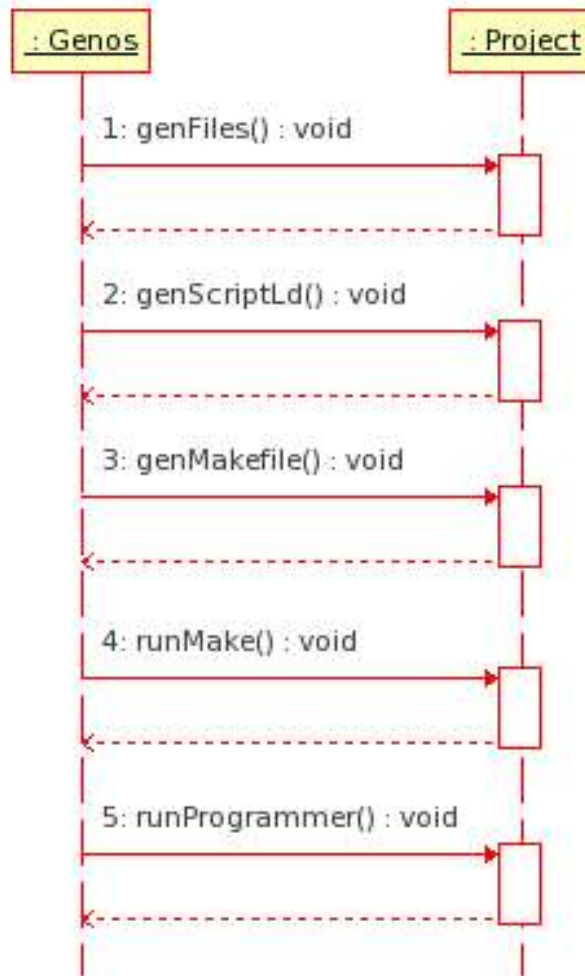 : Genos
: Project
1: genFiles() : void
2: genScriptLd() : void
3: genMakefile() : void
4: runMake() : void
5: runProgrammer() : void